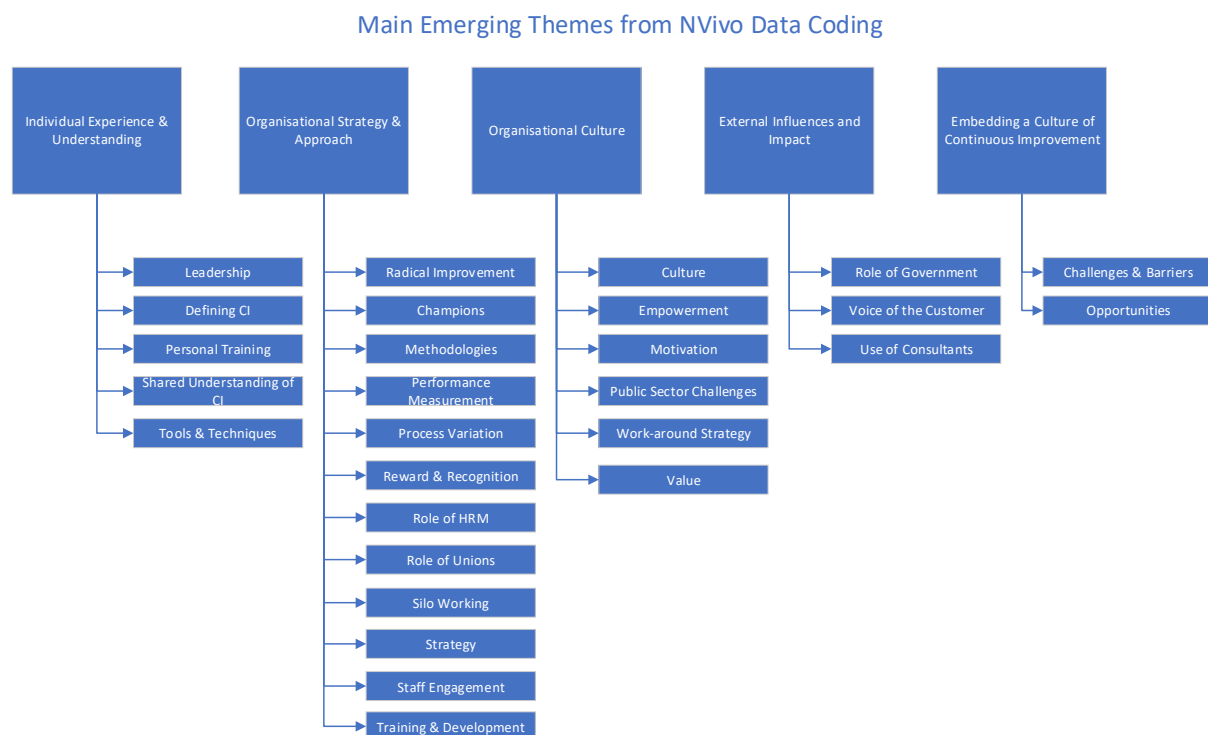 Main Emerging Themes from NVivo Data Coding
Individual Experience &
Understanding
Organisational Strategy &
Approach
Organisational Culture
External Influences and
Impact
Embedding a Culture of
Continuous Improvement
Leadership
Defining CI
Personal Training
Shared Understanding of
CI
Tools & Techniques
Radical Improvement
Champions
Methodologies
Performance
Measurement
Process Variation
Reward & Recognition
Role of HRM
Role of Unions
Silo Working
Strategy
Staff Engagement
Training & Development
Culture
Empowerment
Motivation
Public Sector Challenges
Work-around Strategy
Value
Role of Government
Voice of the Customer
Use of Consultants
Challenges & Barriers
Opportunities